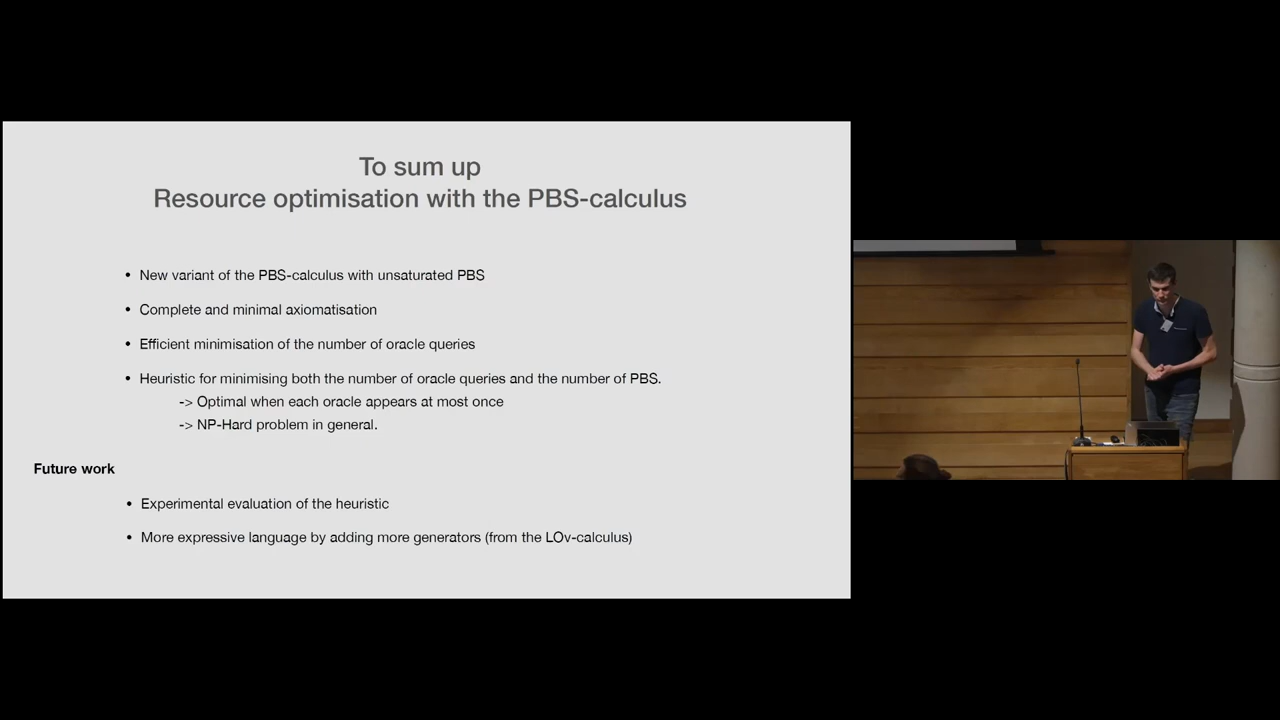 To sum up
Resource optimisation with the PBS-calculus
• New variant of the PBS-calculus with unsaturated PBS
• Complete and minimal axiomatisation
• Efficient minimisation of the number of oracle queries
• Heuristic for minimising both the number of oracle queries and the number of PBS.
-> Optimal when each oracle appears at most once
-> NP-Hard problem in general.
Future work
• Experimental evaluation of the heuristic
• More expressive language by adding more generators (from the LOv-calculus)